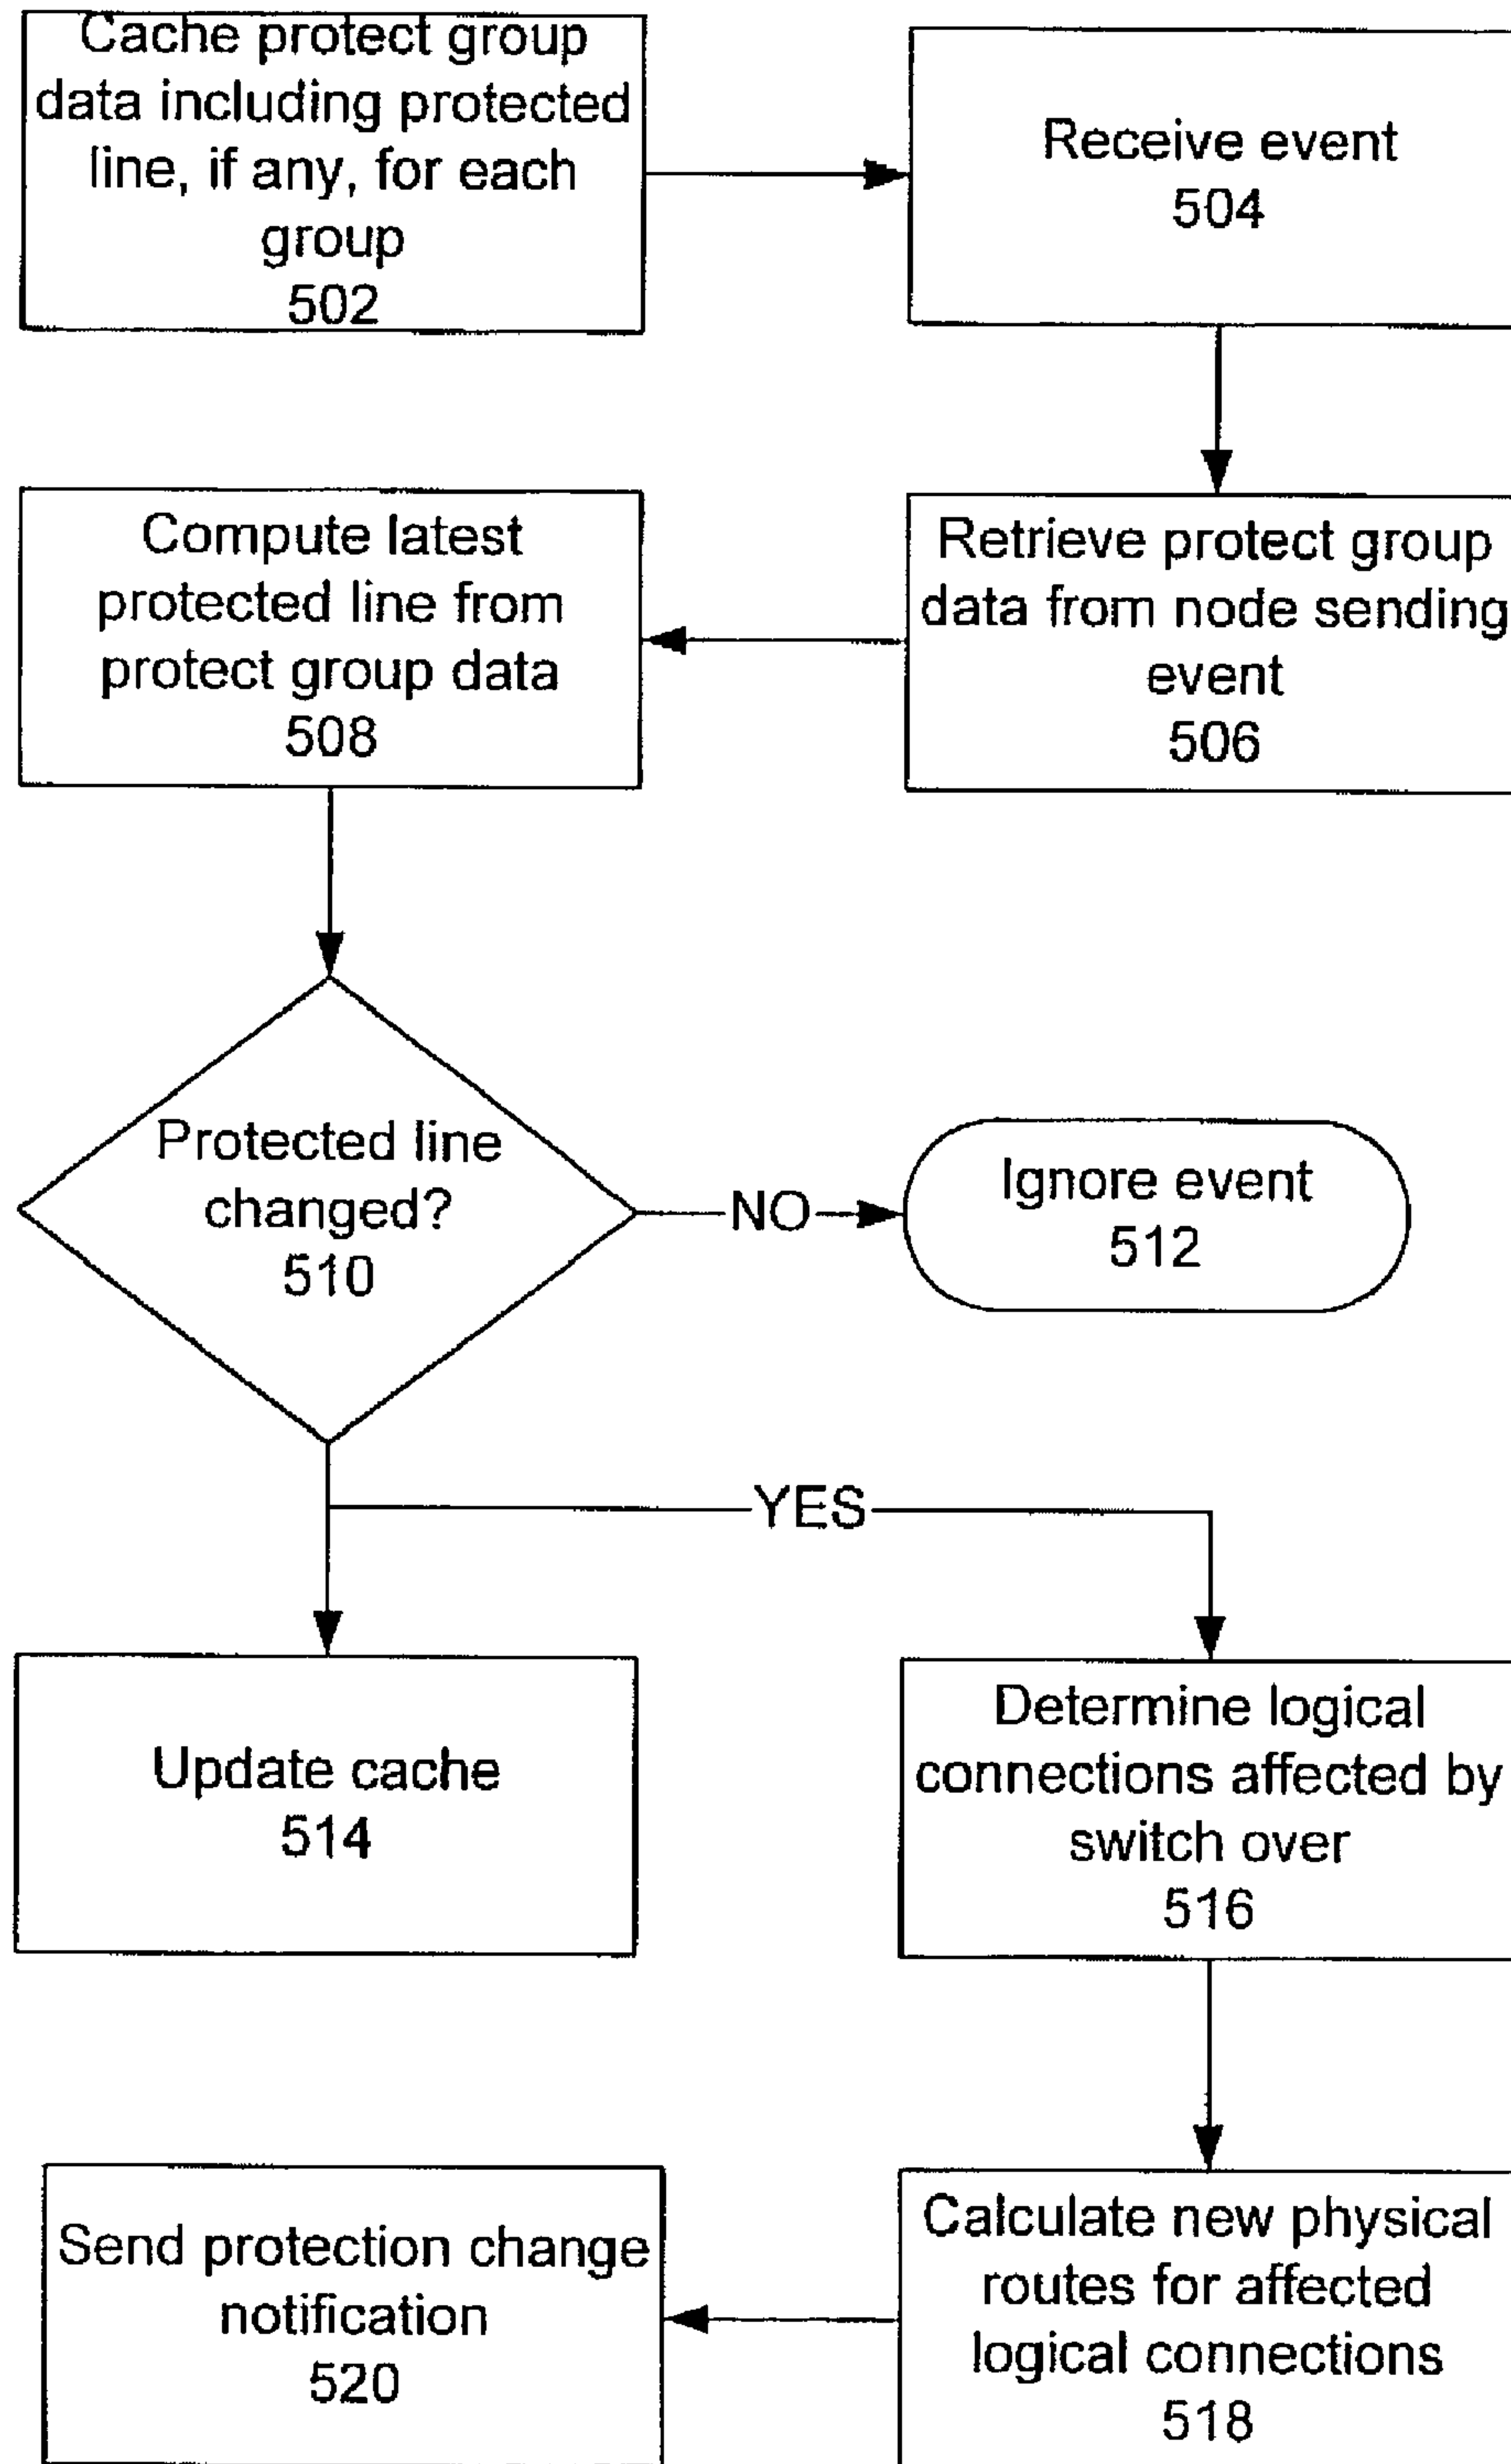 Cache protect group
data including protected
line, if any, for each
group
502
Receive event
504
Retrieve protect group
data from node sending
event
506
Compute latest
protected line from
protect group data
508
Protected line
changed?
510
NO
Ignore event
512
YES
Update cache
514
Determine logical
connections affected by
switch over
516
Calculate new physical
routes for affected
logical connections
518
Send protection change
notification
520